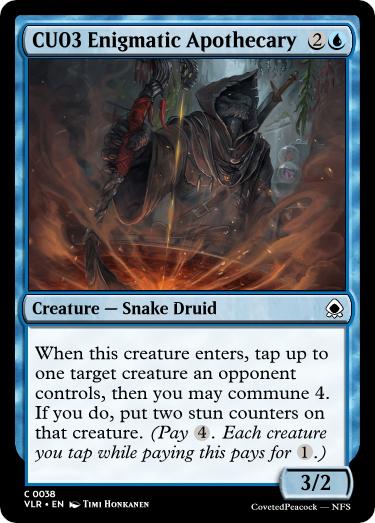 CU03 Enigmatic Apothecary 2
Creature — Snake Druid
When this creature enters, tap up to
one target creature an opponent
controls, then you may commune 4.
If you do, put two stun counters on
that creature. (Pay 4. Each creature
you tap while paying this pays for 1.)
3/2
C 0038
VLR • EN Timi Honkanen
CovetedPeacock — NFS